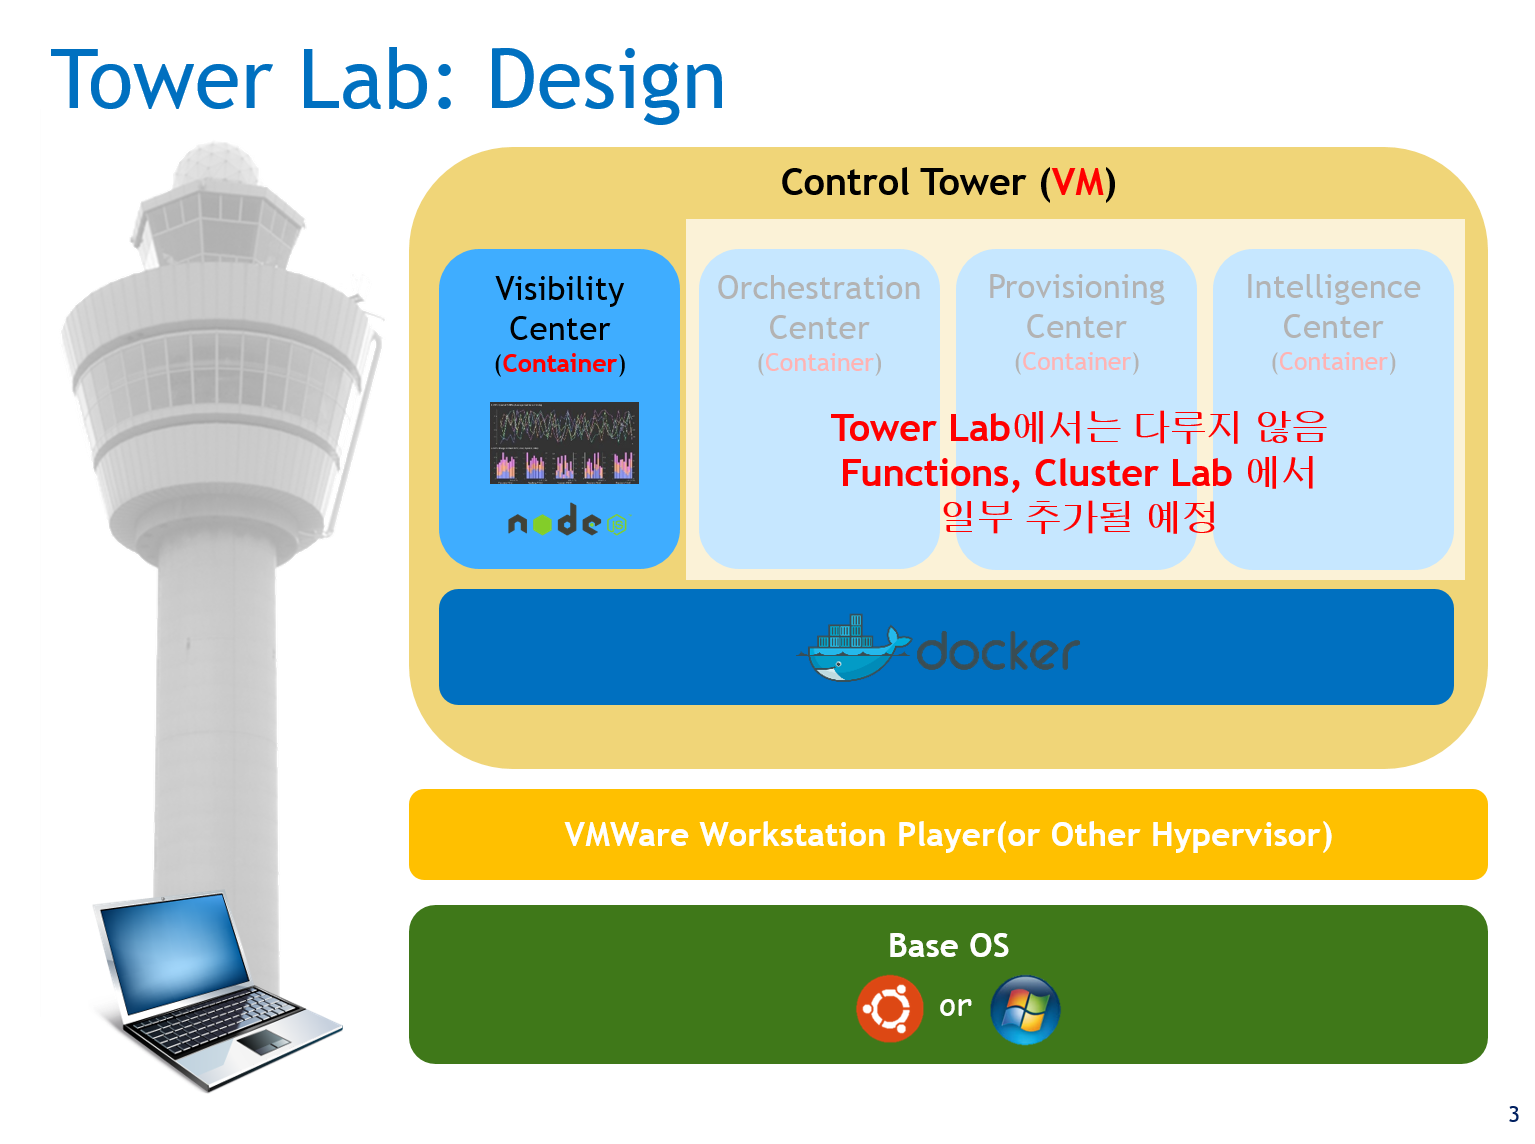 Tower Lab: Design
Control Tower (VM)
Visibility
Center
(Container)
Orchestration
Center
(Container)
Provisioning
Center
(Container)
Intelligence
Center
(Container)
Tower Lab에서는 다루지 않음
Functions, Cluster Lab 에서
일부 추가될 예정
node
JS
docker
VMWare Workstation Player(or Other Hypervisor)
Base OS
or
3